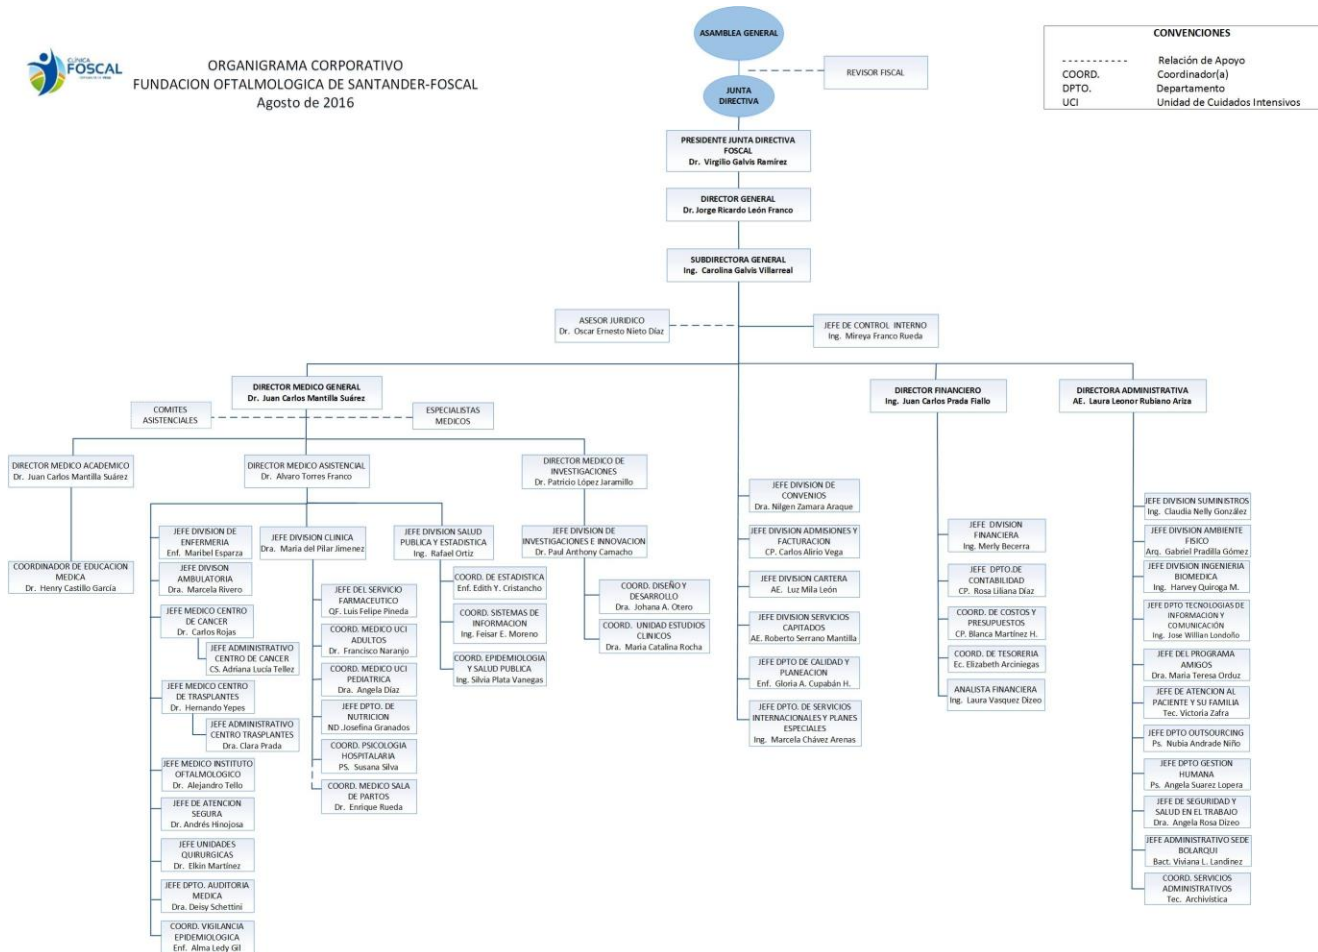 CLÍNICA
FOSCAL
ORGANIGRAMA CORPORATIVO
FUNDACION OFTALMOLOGICA DE SANTANDER-FOSCAL
Agosto de 2016
ASAMBLEA GENERAL
REVISOR FISCAL
JUNTA
DIRECTIVA
CONVENCIONES
----------- Relación de Apoyo
COORD. Coordinador(a)
DPTO. Departamento
UCI Unidad de Cuidados Intensivos
PRESIDENTE JUNTA DIRECTIVA
FOSCAL
Dr. Virgilio Galvis Ramírez
DIRECTOR GENERAL
Dr. Jorge Ricardo León Franco
SUBDIRECTORA GENERAL
Ing. Carolina Galvis Villarreal
ASESOR JURIDICO
Dr. Oscar Ernesto Nieto Díaz
JEFE DE CONTROL INTERNO
Ing. Mireya Franco Rueda
DIRECTOR MEDICO GENERAL
Dr. Juan Carlos Mantilla Suárez
COMITES
ASISTENCIALES
ESPECIALISTAS
MEDICOS
DIRECTOR MEDICO ACADEMICO
Dr. Juan Carlos Mantilla Suárez
COORDINADOR DE EDUCACION
MEDICA
Dr. Henry Castillo García
DIRECTOR MEDICO ASISTENCIAL
Dr. Alvaro Torres Franco
JEFE DIVISION DE
ENFERMERIA
Enf. Maribel Esparza
JEFE DIVISON
AMBULATORIA
Dra. Marcela Rivero
JEFE MEDICO CENTRO
DE CANCER
Dr. Carlos Rojas
JEFE ADMINISTRATIVO
CENTRO DE CANCER
CS. Adriana Lucía Tellez
JEFE MEDICO CENTRO
DE TRASPLANTES
Dr. Hernando Yepes
JEFE ADMINISTRATIVO
CENTRO TRASPLANTES
Dra. Clara Prada
JEFE MEDICO INSTITUTO
OFTALMOLOGICO
Dr. Alejandro Tello
JEFE DE ATENCION
SEGURA
Dr. Andrés Hinojosa
JEFE UNIDADES
QUIRURGICAS
Dr. Elkin Martínez
JEFE DPTO. AUDITORIA
MEDICA
Dra. Deisy Schettini
COORD. VIGILANCIA
EPIDEMIOLOGICA
Enf. Alma Ledy Gil
JEFE DIVISION CLINICA
Dra. Maria del Pilar Jimenez
JEFE DEL SERVICIO
FARMACEUTICO
QF. Luis Felipe Pineda
COORD. MEDICO UCI
ADULTOS
Dr. Francisco Naranjo
COORD. MEDICO UCI
PEDIATRICA
Dra. Angela Díaz
JEFE DPTO. DE
NUTRICION
ND .Josefina Granados
COORD. PSICOLOGIA
HOSPITALARIA
PS. Susana Silva
COORD. MEDICO SALA
DE PARTOS
Dr. Enrique Rueda
JEFE DIVISION SALUD
PUBLICA Y ESTADISTICA
Ing. Rafael Ortiz
COORD. DE ESTADISTICA
Enf. Edith Y. Cristancho
COORD. SISTEMAS DE
INFORMACION
Ing. Feisar E. Moreno
COORD. EPIDEMIOLOGIA
Y SALUD PUBLICA
Ing. Silvia Plata Vanegas
DIRECTOR MEDICO DE
INVESTIGACIONES
Dr. Patricio López Jaramillo
JEFE DIVISION DE
INVESTIGACIONES E INNOVACION
Dr. Paul Anthony Camacho
COORD. DISEÑO Y
DESARROLLO
Dra. Johana A. Otero
COORD. UNIDAD ESTUDIOS
CLINICOS
Dra. Maria Catalina Rocha
JEFE DIVISION DE
CONVENIOS
Dra. Nilgen Zamara Araque
JEFE DIVISION ADMISIONES Y
FACTURACION
CP. Carlos Alirio Vega
JEFE DIVISION CARTERA
AE. Luz Mila León
JEFE DIVISION SERVICIOS
CAPITADOS
AE. Roberto Serrano Mantilla
JEFE DPTO DE CALIDAD Y
PLANEACION
Enf. Gloria A. Cupabán H.
JEFE DPTO. DE SERVICIOS
INTERNACIONALES Y PLANES
ESPECIALES
Ing. Marcela Chávez Arenas
DIRECTOR FINANCIERO
Ing. Juan Carlos Prada Fiallo
JEFE DIVISION
FINANCIERA
Ing. Merly Becerra
JEFE DPTO.DE
CONTABILIDAD
CP. Rosa Liliana Díaz
COORD. DE COSTOS Y
PRESUPUESTOS
CP. Blanca Martínez H.
COORD. DE TESORERIA
Ec. Elizabeth Arciniegas
ANALISTA FINANCIERA
Ing. Laura Vasquez Dizeo
DIRECTORA ADMINISTRATIVA
AE. Laura Leonor Rubiano Ariza
JEFE DIVISION SUMINISTROS
Ing. Claudia Nelly González
JEFE DIVISION AMBIENTE
FISICO
Arq. Gabriel Pradilla Gómez
JEFE DIVISION INGENIERIA
BIOMEDICA
Ing. Harvey Quiroga M.
JEFE DPTO TECNOLOGIAS DE
INFORMACION Y
COMUNICACIÓN
Ing. Jose Willian Londoño
JEFE DEL PROGRAMA
AMIGOS
Dra. Maria Teresa Orduz
JEFE DE ATENCION AL
PACIENTE Y SU FAMILIA
Tec. Victoria Zafra
JEFE DPTO OUTSOURCING
Ps. Nubia Andrade Niño
JEFE DPTO GESTION
HUMANA
Ps. Angela Suarez Lopera
JEFE DE SEGURIDAD Y
SALUD EN EL TRABAJO
Dra. Angela Rosa Dizeo
JEFE ADMINISTRATIVO SEDE
BOLARQUI
Bact. Viviana L. Landinez
COORD. SERVICIOS
ADMINISTRATIVOS
Tec. Archivística